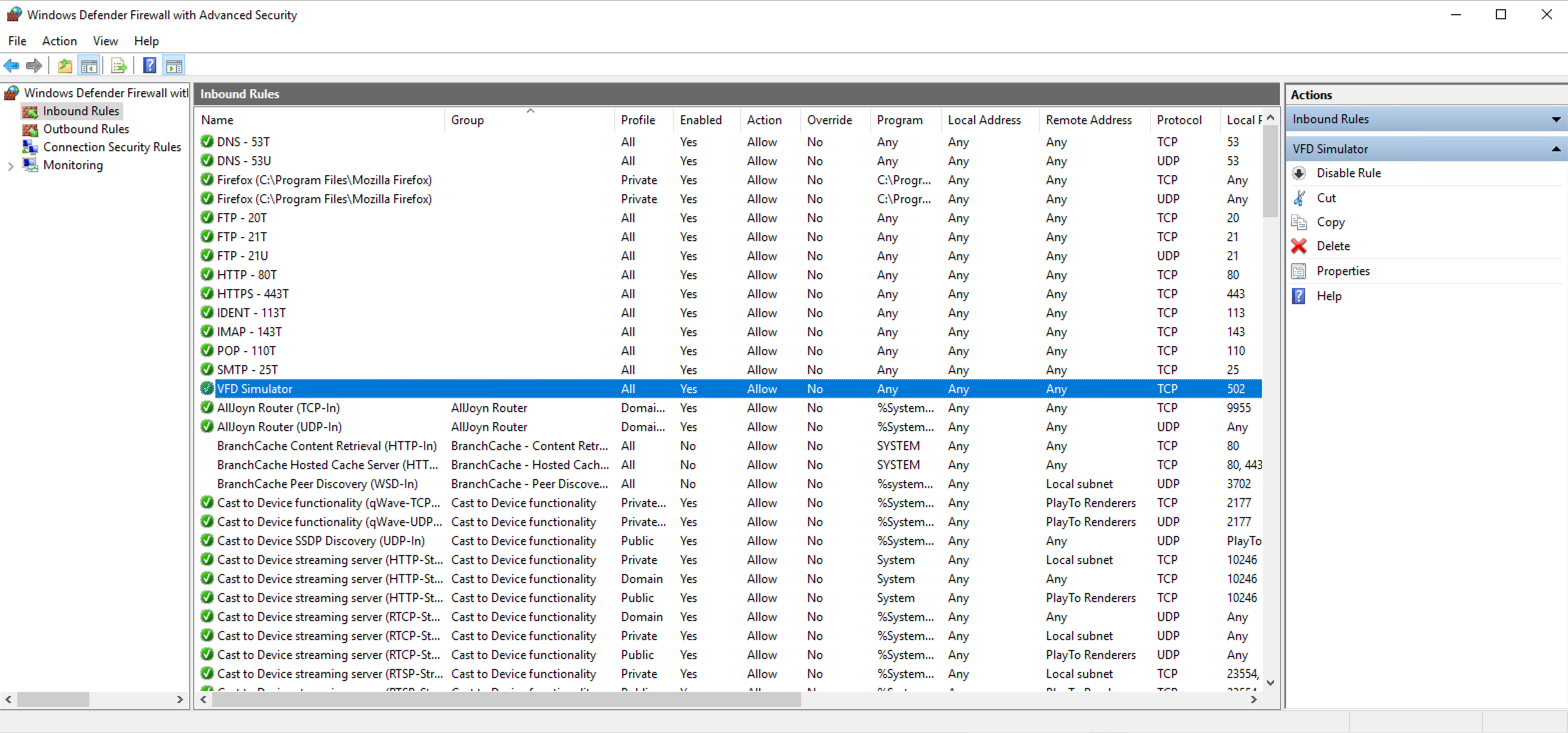 Windows Defender Firewall with Advanced Security
File Action View Help
Windows Defender Firewall with
Inbound Rules
Outbound Rules
Connection Security Rules
Monitoring
Inbound Rules
Name Group Profile Enabled Action Override Program Local Address Remote Address Protocol Local
DNS - 53T All Yes Allow No Any Any Any TCP 53
DNS - 53U All Yes Allow No Any Any Any UDP 53
Firefox (C:\Program Files\Mozilla Firefox) Private Yes Allow No C:\Progr... Any Any TCP Any
Firefox (C:\Program Files\Mozilla Firefox) Private Yes Allow No C:\Progr... Any Any UDP Any
FTP - 20T All Yes Allow No Any Any Any TCP 20
FTP - 21T All Yes Allow No Any Any Any TCP 21
FTP - 21U All Yes Allow No Any Any Any UDP 21
HTTP - 80T All Yes Allow No Any Any Any TCP 80
HTTPS - 443T All Yes Allow No Any Any Any TCP 443
IDENT - 113T All Yes Allow No Any Any Any TCP 113
IMAP - 143T All Yes Allow No Any Any Any TCP 143
POP - 110T All Yes Allow No Any Any Any TCP 110
SMTP - 25T All Yes Allow No Any Any Any TCP 25
VFD Simulator All Yes Allow No Any Any Any TCP 502
AllJoyn Router (TCP-In) AllJoyn Router Domai... Yes Allow No %System... Any Any TCP 9955
AllJoyn Router (UDP-In) AllJoyn Router Domai... Yes Allow No %System... Any Any UDP Any
BranchCache Content Retrieval (HTTP-In) BranchCache - Content Retr... All No Allow No SYSTEM Any Any TCP 80
BranchCache Hosted Cache Server (HTT... BranchCache - Hosted Cach... All No Allow No SYSTEM Any Any TCP 80, 443
BranchCache Peer Discovery (WSD-In) BranchCache - Peer Discove... All No Allow No %system... Any Local subnet UDP 3702
Cast to Device functionality (qWave-TCP... Cast to Device functionality Private... Yes Allow No %System... Any PlayTo Renderers TCP 2177
Cast to Device functionality (qWave-UDP... Cast to Device functionality Private... Yes Allow No %System... Any PlayTo Renderers UDP 2177
Cast to Device SSDP Discovery (UDP-In) Cast to Device functionality Public Yes Allow No %System... Any Any UDP PlayTo
Cast to Device streaming server (HTTP-St... Cast to Device functionality Private Yes Allow No System Any Local subnet TCP 10246
Cast to Device streaming server (HTTP-St... Cast to Device functionality Domain Yes Allow No System Any Any TCP 10246
Cast to Device streaming server (HTTP-St... Cast to Device functionality Public Yes Allow No System Any PlayTo Renderers TCP 10246
Cast to Device streaming server (RTCP-St... Cast to Device functionality Domain Yes Allow No %System... Any Any UDP Any
Cast to Device streaming server (RTCP-St... Cast to Device functionality Private Yes Allow No %System... Any Local subnet UDP Any
Cast to Device streaming server (RTCP-St... Cast to Device functionality Public Yes Allow No %System... Any PlayTo Renderers UDP Any
Cast to Device streaming server (RTSP-Str... Cast to Device functionality Private Yes Allow No %System... Any Local subnet TCP 23554,
Actions
Inbound Rules
VFD Simulator
Disable Rule
Cut
Copy
Delete
Properties
Help